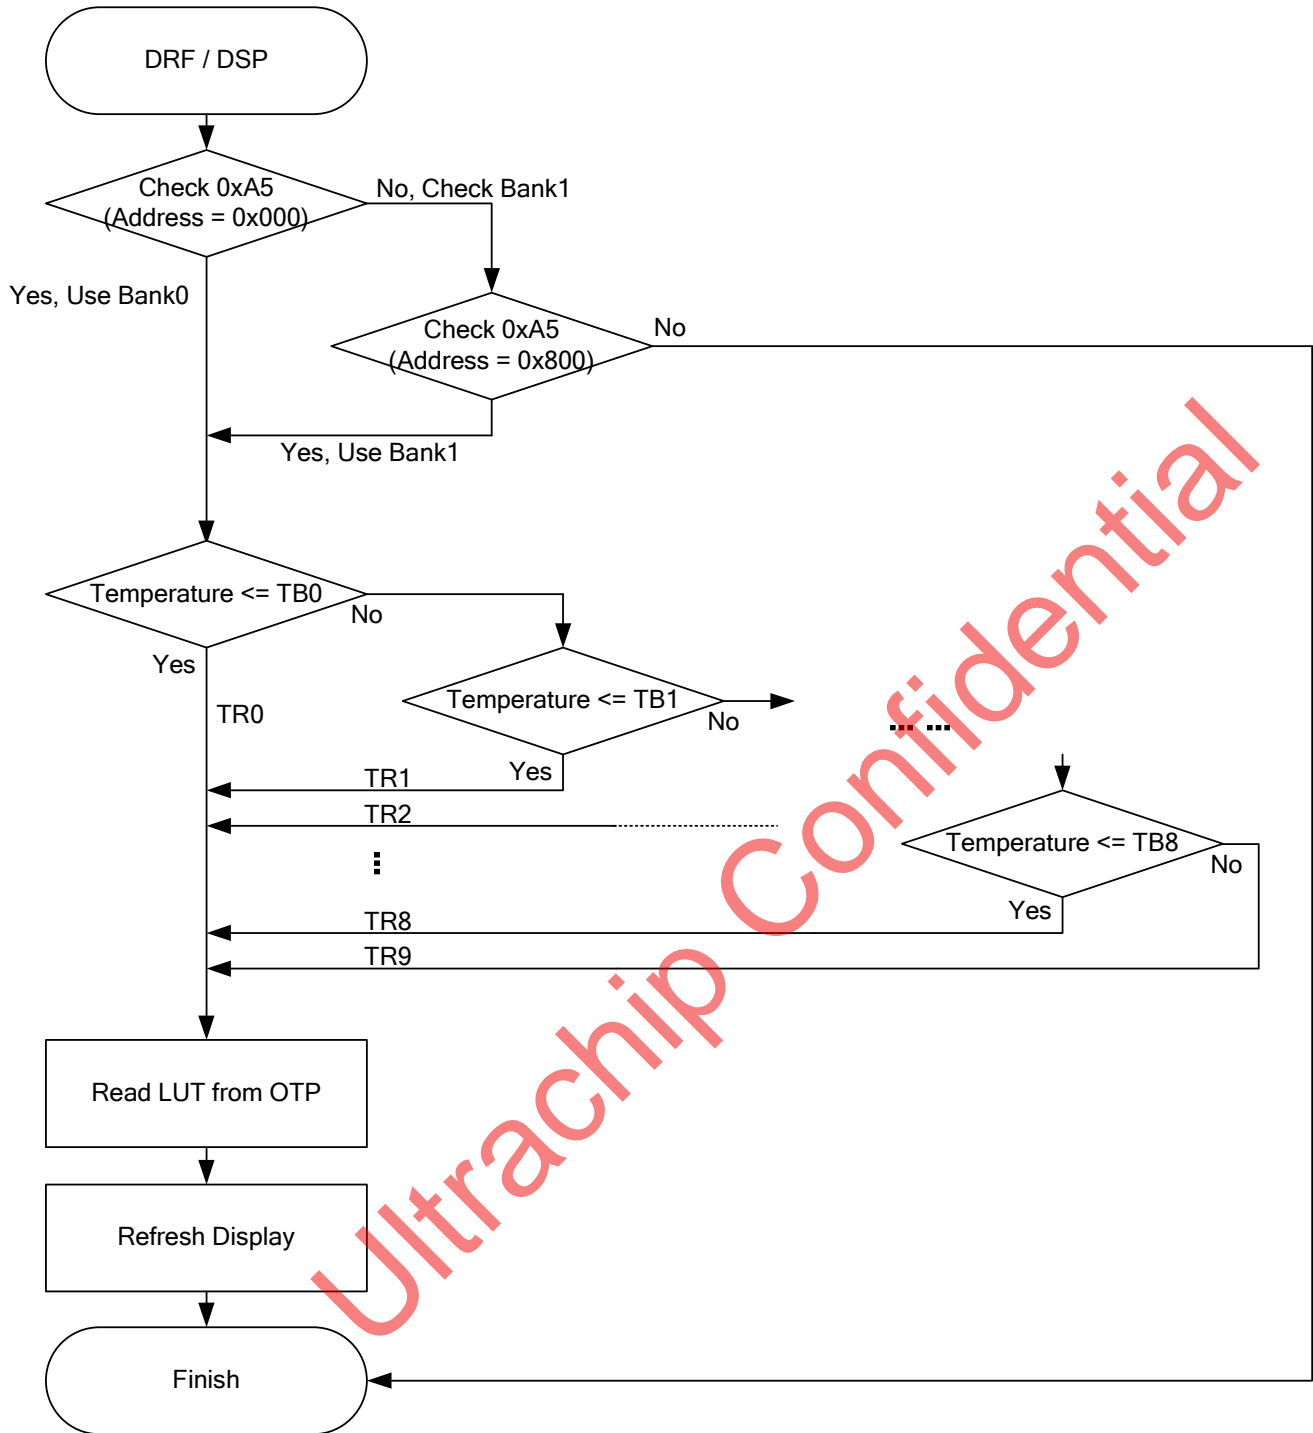 DRF / DSP
Check 0xA5
(Address = 0x000)
No, Check Bank1
Yes, Use Bank0
Check 0xA5
(Address = 0x800)
No
Yes, Use Bank1
Temperature <= TB0
No
Yes
TR0
Temperature <= TB1
No
Yes
TR1
TR2
Temperature <= TB8
No
Yes
TR8
TR9
Read LUT from OTP
Refresh Display
Finish
Ultrachip Confidential